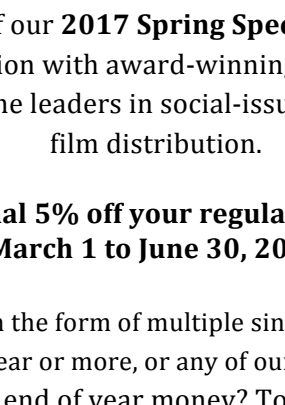 f our 2017 Spring Spec
ion with award-winning
ne leaders in social-issu
film distribution.
al 5% off your regula
March 1 to June 30, 20
the form of multiple sin
ear or more, or any of ou
end of year money? To